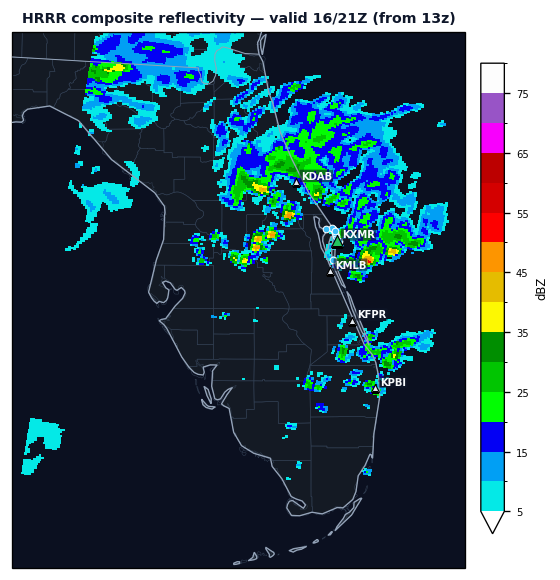 HRRR composite reflectivity — valid 16/21Z (from 13z)
KDAB
KXMR
KMLB
KFPR
KPBI
75
65
55
45
35
25
15
5
dBZ